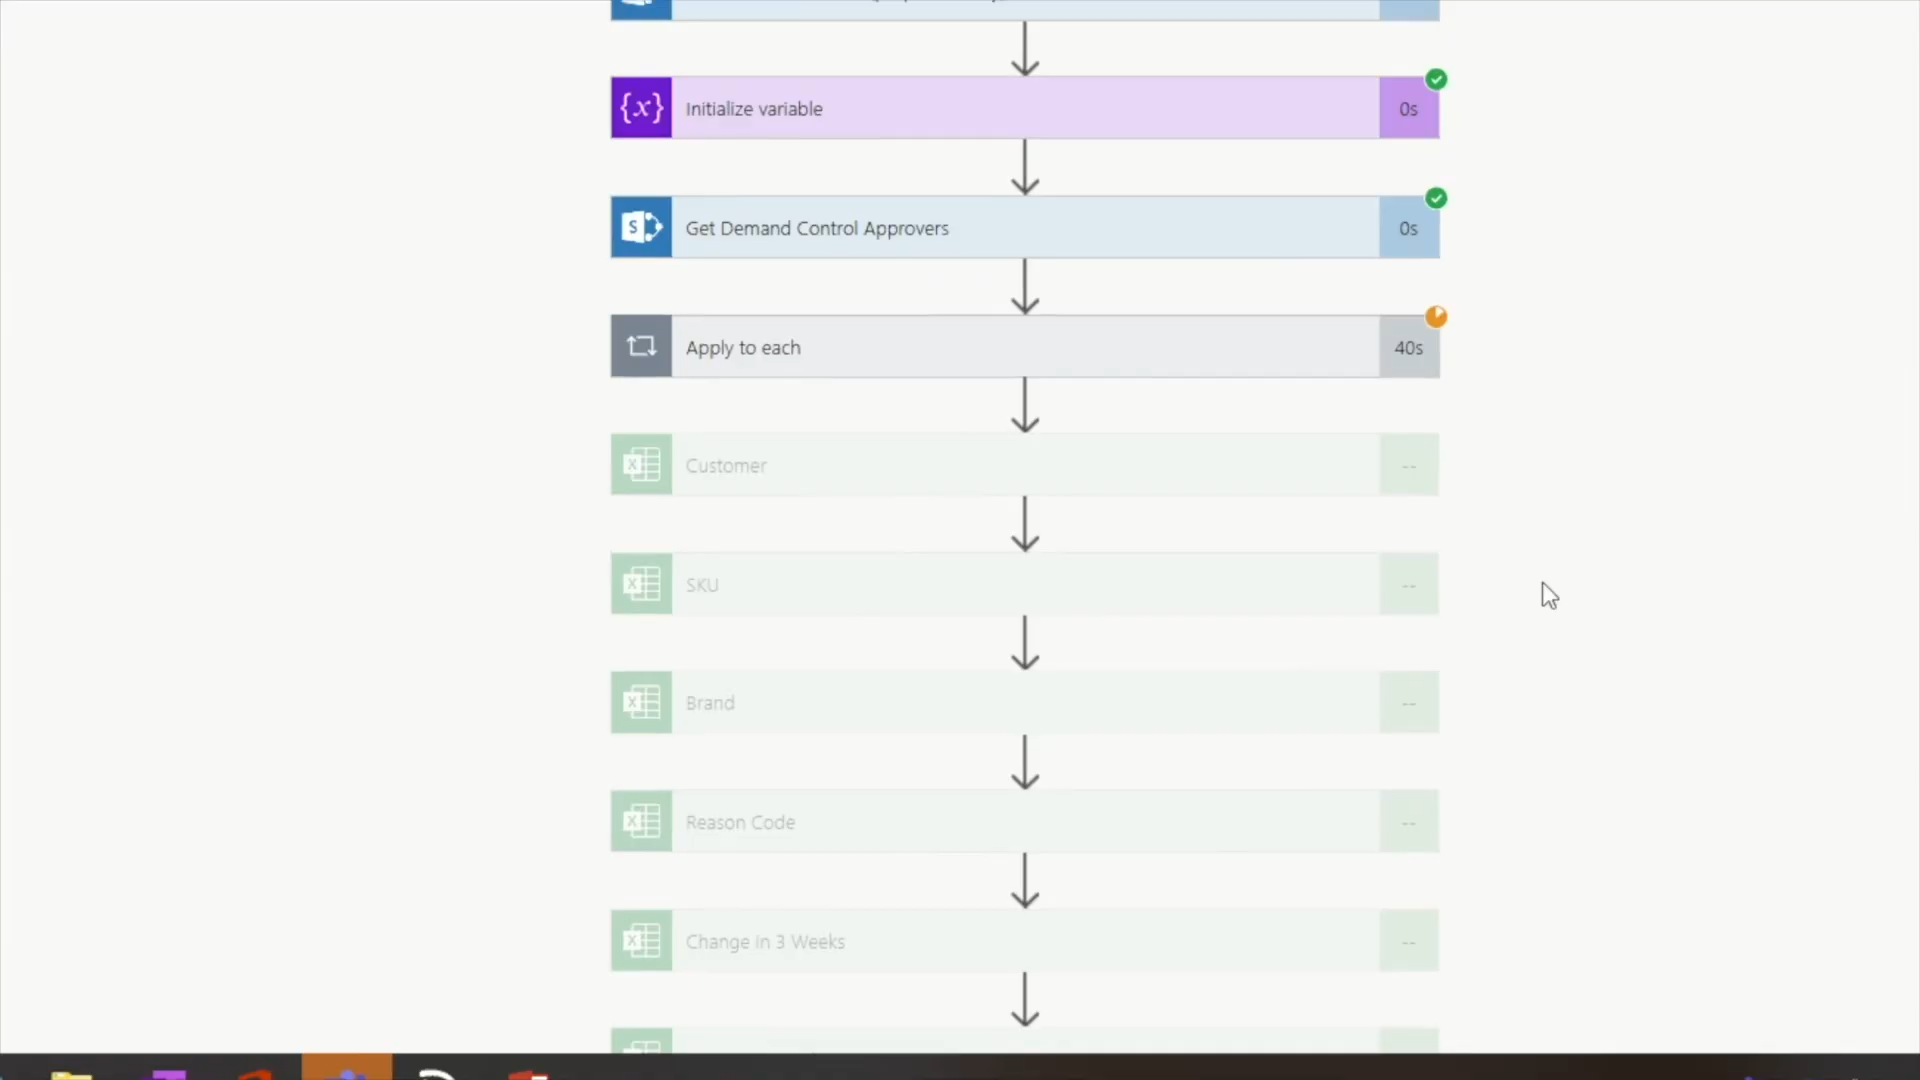 {x} Initialize variable 0s
S Get Demand Control Approvers 0s
Apply to each 40s
X Customer --
X SKU --
X Brand --
X Reason Code --
X Change in 3 Weeks --